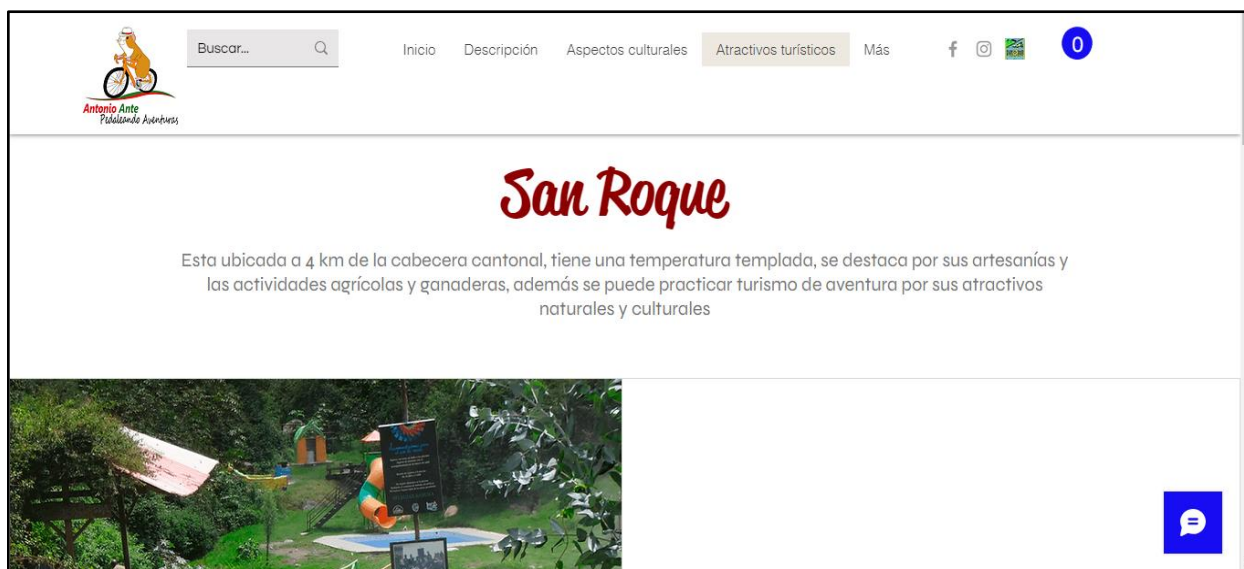 Antonio Ante
Pedaleando Aventuras
Buscar...
Inicio Descripción Aspectos culturales Atractivos turísticos Más
0
San Roque
Esta ubicada a 4 km de la cabecera cantonal, tiene una temperatura templada, se destaca por sus artesanías y
las actividades agrícolas y ganaderas, además se puede practicar turismo de aventura por sus atractivos
naturales y culturales